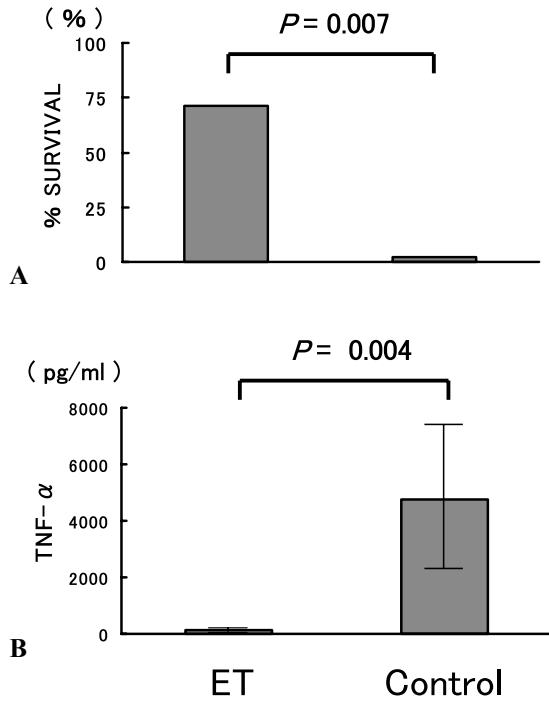 ( % )
P = 0.007
100
75
50
25
0
% SURVIVAL
A
P = 0.004
( pg/ml )
8000
6000
4000
2000
0
TNF-α
B
ET Control